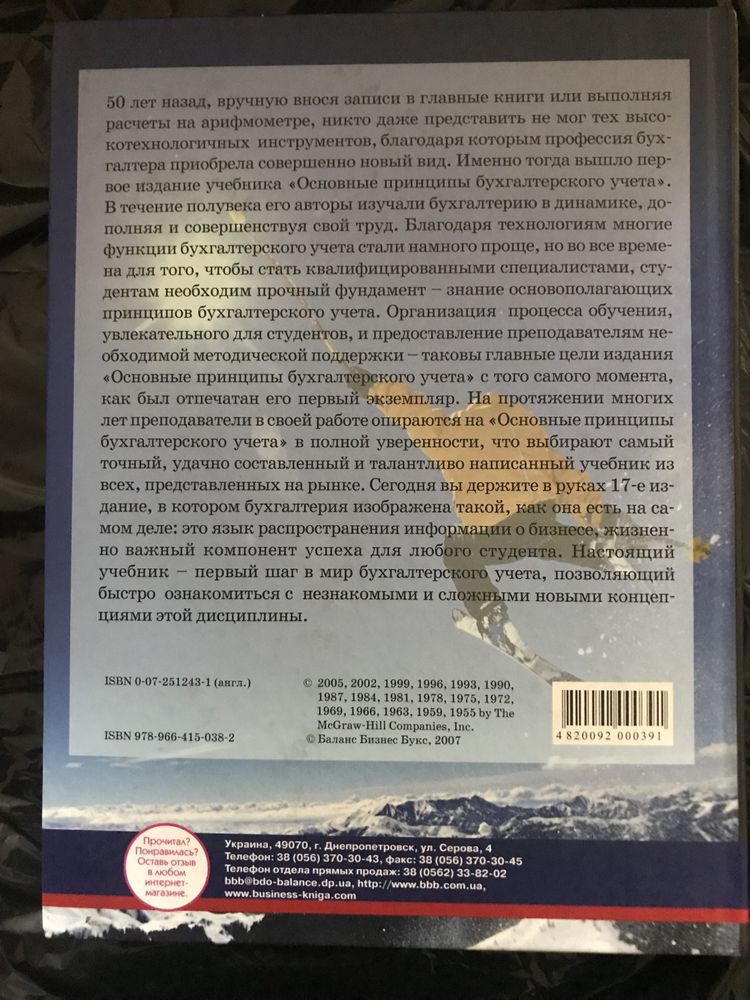 50 лет назад, вручную внося записи в главные книги или выполняя
расчеты на арифмометре, никто даже представить не мог тех высо-
котехнологичных инструментов, благодаря которым профессия бух-
галтера приобрела совершенно новый вид. Именно тогда вышло пер-
вое издание учебника «Основные принципы бухгалтерского учета».
В течение полувека его авторы изучали бухгалтерию в динамике, до-
полняя и совершенствуя свой труд. Благодаря технологиям многие
функции бухгалтерского учета стали намного проще, но во все време-
на для того, чтобы стать квалифицированными специалистами, сту-
дентам необходим прочный фундамент – знание основополагающих
принципов бухгалтерского учета. Организация процесса обучения,
увлекательного для студентов, и предоставление преподавателям не-
обходимой методической поддержки – таковы главные цели издания
«Основные принципы бухгалтерского учета» с того самого момента,
как был отпечатан его первый экземпляр. На протяжении многих
лет преподаватели в своей работе опираются на «Основные принципы
бухгалтерского учета» в полной уверенности, что выбирают самый
точный, удачно составленный и талантливо написанный учебник из
всех, представленных на рынке. Сегодня вы держите в руках 17-е из-
дание, в котором бухгалтерия изображена такой, как она есть на са-
мом деле: это язык распространения информации о бизнесе, жизнен-
но важный компонент успеха для любого студента. Настоящий
учебник – первый шаг в мир бухгалтерского учета, позволяющий
быстро ознакомиться с незнакомыми и сложными новыми концеп-
циями этой дисциплины.
ISBN 0-07-251243-1 (англ.)
© 2005, 2002, 1999, 1996, 1993, 1990,
1987, 1984, 1981, 1978, 1975, 1972,
1969, 1966, 1963, 1959, 1955 by The
McGraw-Hill Companies, Inc.
ISBN 978-966-415-038-2
© Баланс Бизнес Букс, 2007
4 820092 000391
Прочитал?
Понравилась?
Оставь отзыв
в любом
интернет-
магазине.
Украина, 49070, г. Днепропетровск, ул. Серова, 4
Телефон: 38 (056) 370-30-43, факс: 38 (056) 370-30-45
Телефон отдела прямых продаж: 38 (0562) 33-82-02
bbb@bdo-balance.dp.ua, http://www.bbb.com.ua,
www.business-kniga.com